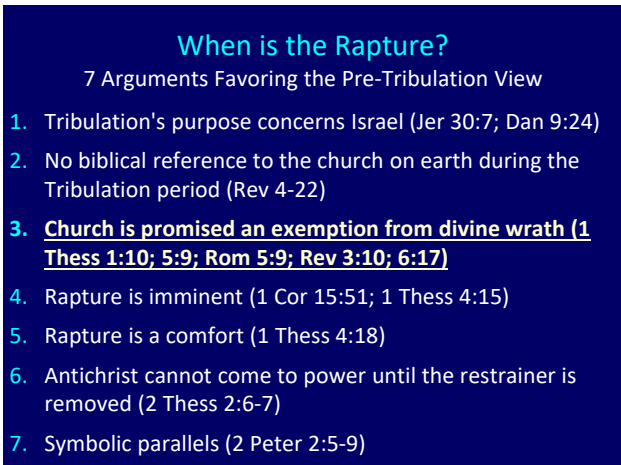 When is the Rapture?
7 Arguments Favoring the Pre-Tribulation View
1. Tribulation's purpose concerns Israel (Jer 30:7; Dan 9:24)
2. No biblical reference to the church on earth during the
Tribulation period (Rev 4-22)
3. Church is promised an exemption from divine wrath (1
Thess 1:10; 5:9; Rom 5:9; Rev 3:10; 6:17)
4. Rapture is imminent (1 Cor 15:51; 1 Thess 4:15)
5. Rapture is a comfort (1 Thess 4:18)
6. Antichrist cannot come to power until the restrainer is
removed (2 Thess 2:6-7)
7. Symbolic parallels (2 Peter 2:5-9)